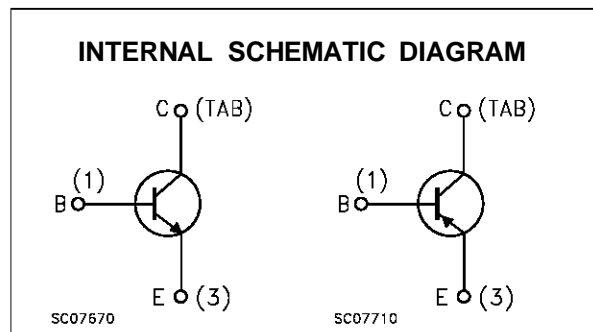 INTERNAL SCHEMATIC DIAGRAM
C (TAB)
C (TAB)
(1)
B
(1)
B
E (3)
E (3)
SC07670
SC07710